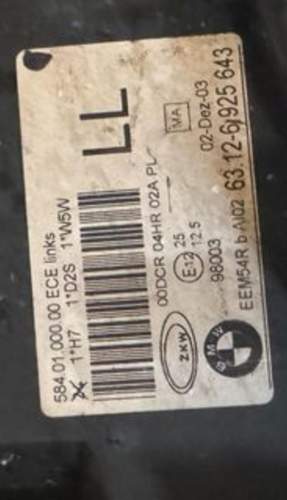 584.01.000.00 ECE links
1*H7 1*D2S 1*W5W
LL
00DCR 04HR 02A PL
MA
ZKW
E12
25
12.5
98003
02-Dez-03
BMW
EEM54R b AI02
63.12-6925 643